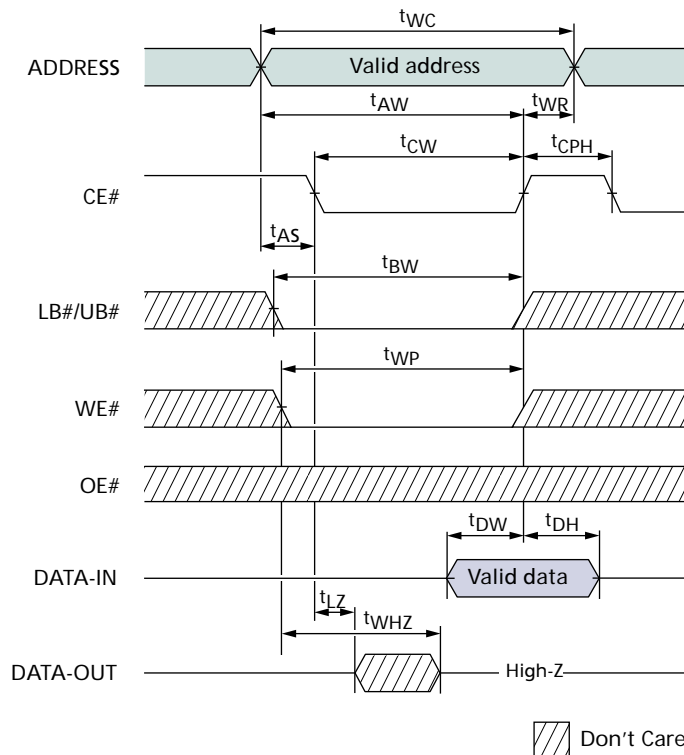 tWC
ADDRESS
Valid address
tAW
tWR
tCW
tCPH
CE#
tAS
tBW
LB#/UB#
tWP
WE#
OE#
tDW
tDH
DATA-IN
Valid data
tLZ
tWHZ
DATA-OUT
High-Z
Don't Care